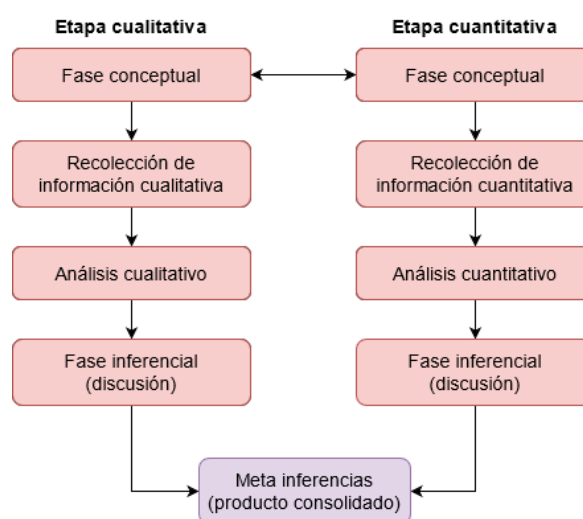 Etapa cualitativa
Fase conceptual
Recolección de
información cualitativa
Análisis cualitativo
Fase inferencial
(discusión)
Etapa cuantitativa
Fase conceptual
Recolección de
información cuantitativa
Análisis cuantitativo
Fase inferencial
(discusión)
Meta inferencias
(producto consolidado)